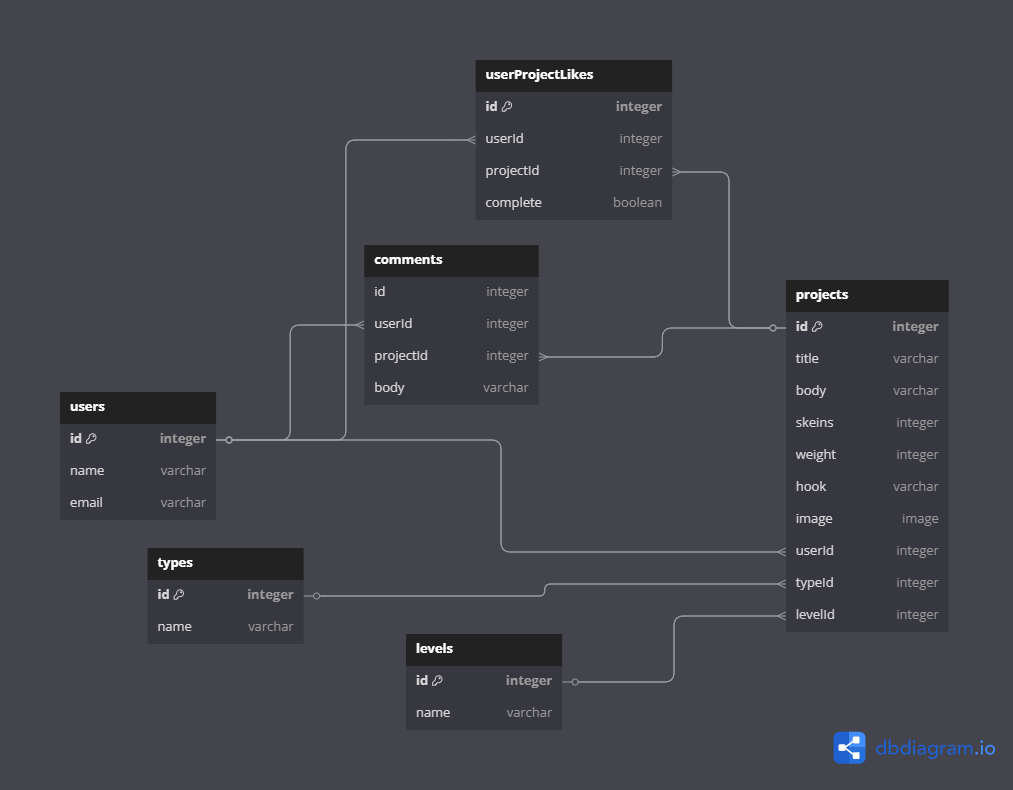 userProjectLikes
id integer
userId integer
projectId integer
complete boolean
comments
id integer
userId integer
projectId integer
body varchar
projects
id integer
title varchar
body varchar
skeins integer
weight integer
hook varchar
image image
userId integer
typeId integer
levelId integer
users
id integer
name varchar
email varchar
types
id integer
name varchar
levels
id integer
name varchar
dbdiagram.io